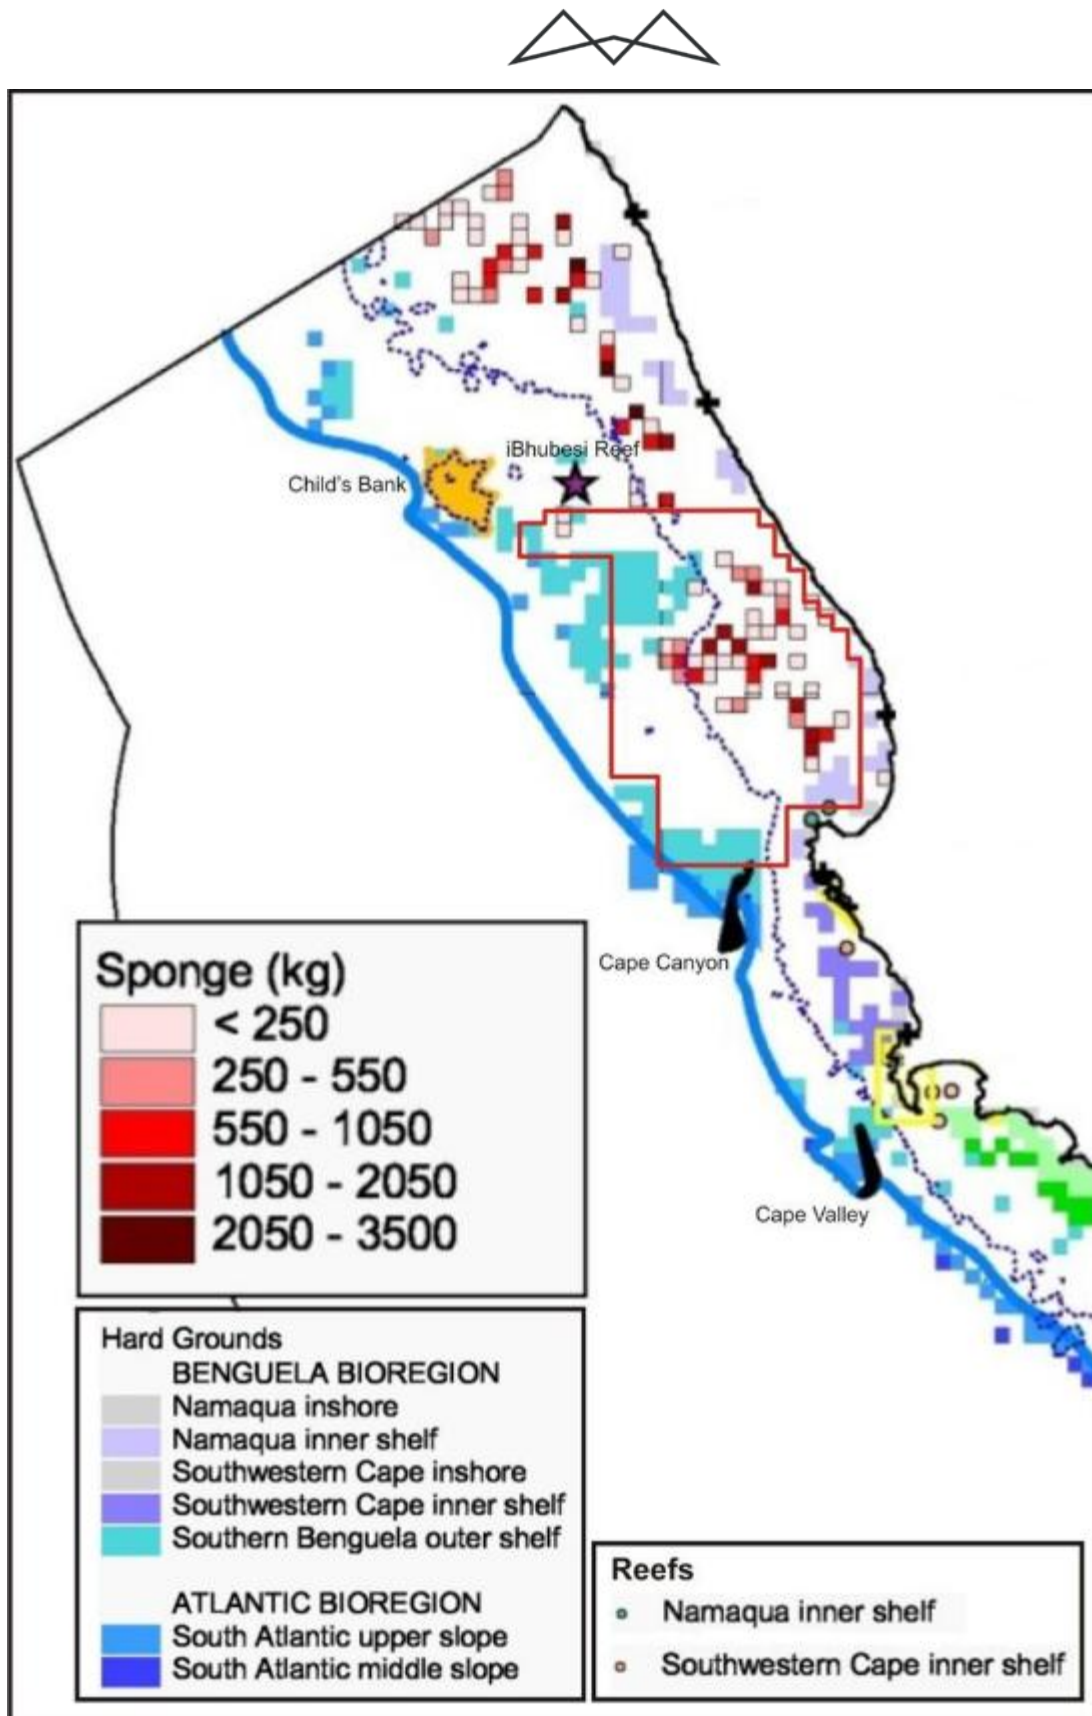 iBhubesi Reef
Child's Bank
Cape Canyon
Cape Valley
Sponge (kg)
< 250
250 - 550
550 - 1050
1050 - 2050
2050 - 3500
Hard Grounds
BENGUELA BIOREGION
Namaqua inshore
Namaqua inner shelf
Southwestern Cape inshore
Southwestern Cape inner shelf
Southern Benguela outer shelf
ATLANTIC BIOREGION
South Atlantic upper slope
South Atlantic middle slope
Reefs
Namaqua inner shelf
Southwestern Cape inner shelf